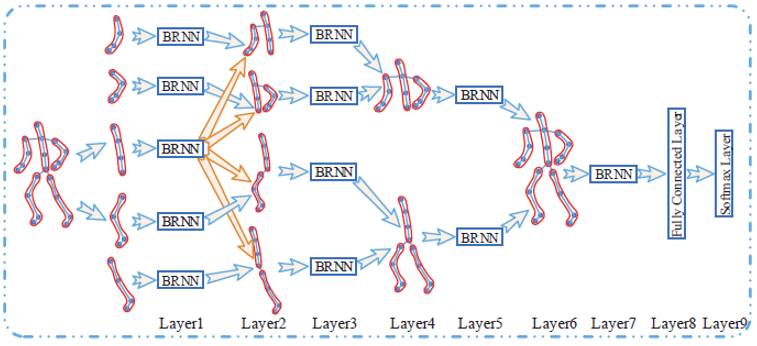 BRNN
BRNN
BRNN
BRNN
BRNN
BRNN
BRNN
BRNN
BRNN
BRNN
BRNN
BRNN
Fully Connected Layer
Softmax Layer
Layer1 Layer2 Layer3 Layer4 Layer5 Layer6 Layer7 Layer8 Layer9